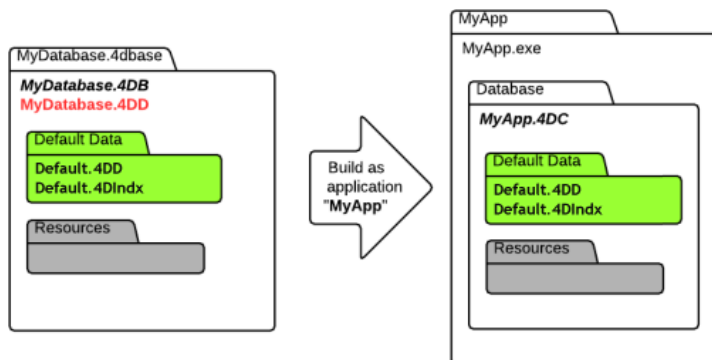 MyDatabase.4dbase
MyDatabase.4DB
MyDatabase.4DD
Default Data
Default.4DD
Default.4DIndx
Resources
Build as
application
"MyApp"
MyApp
MyApp.exe
Database
MyApp.4DC
Default Data
Default.4DD
Default.4DIndx
Resources